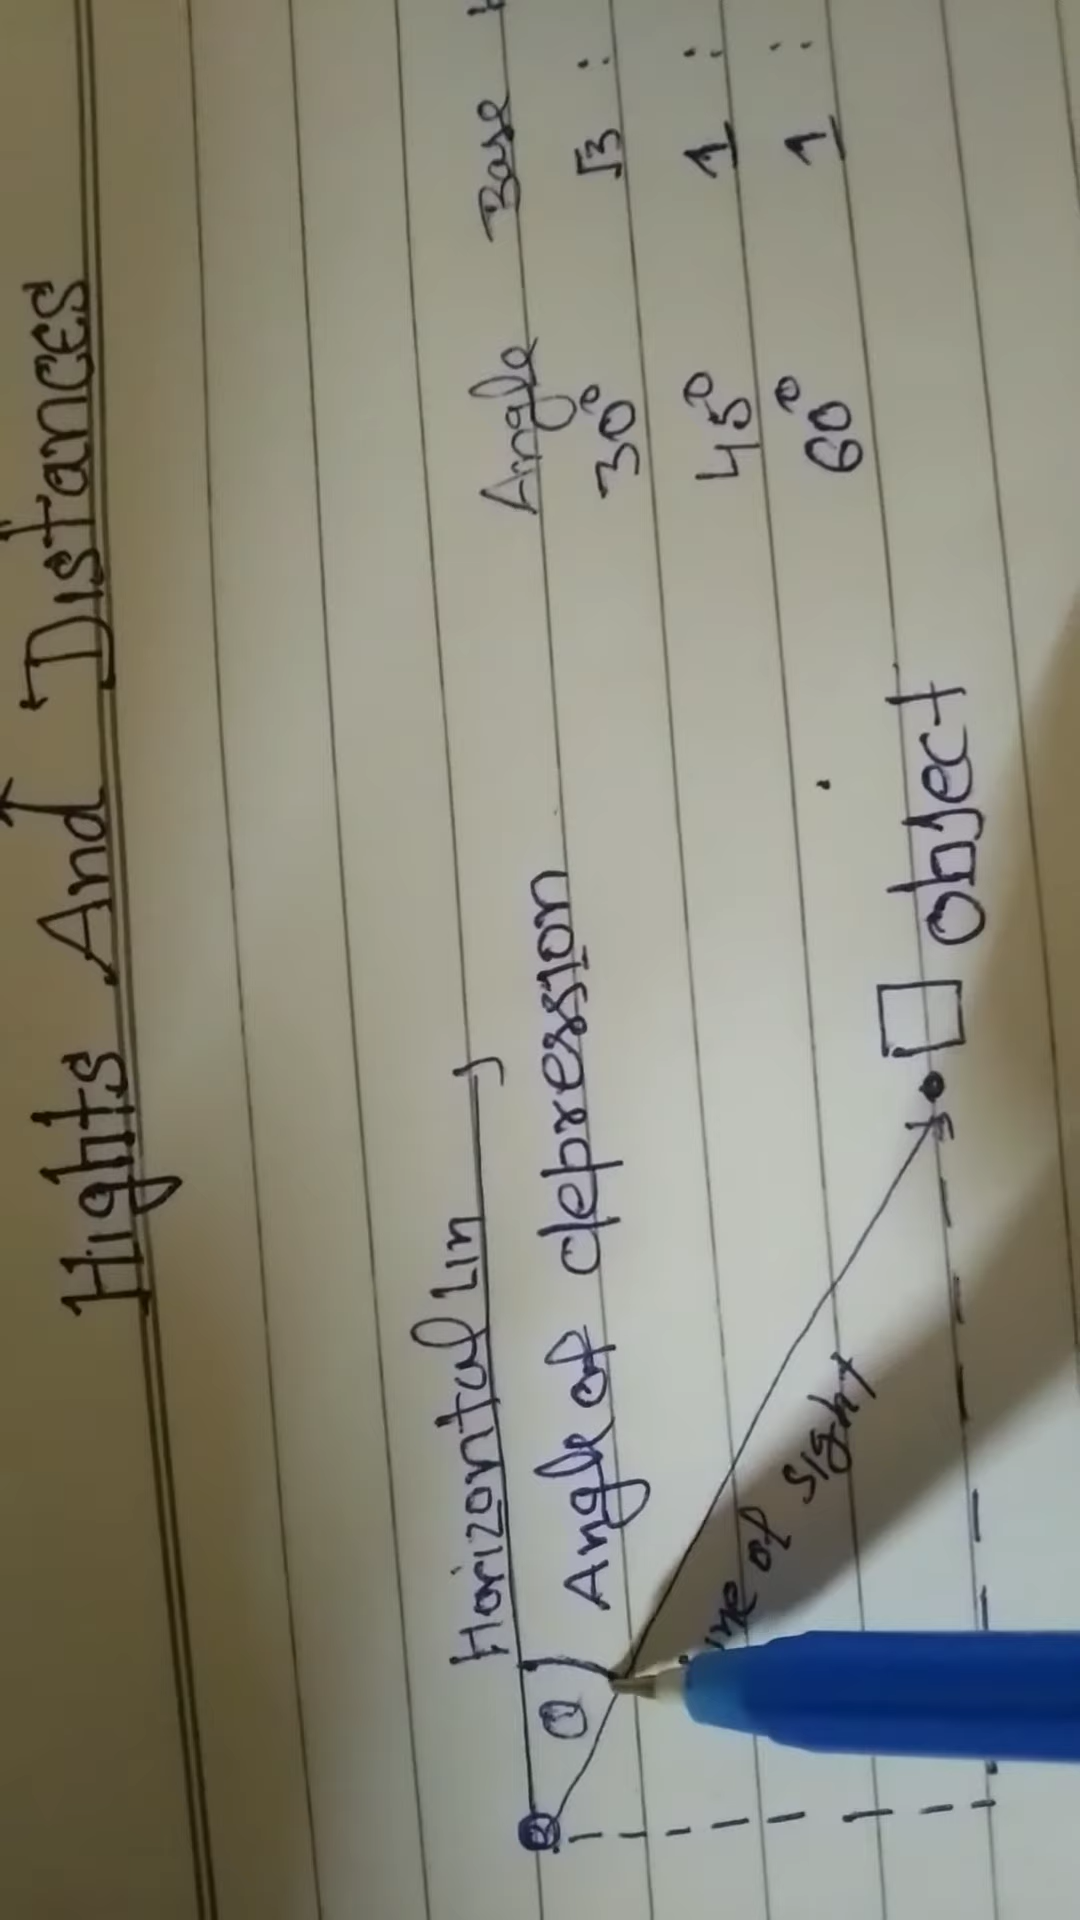 Hights And Distances
Angle Base
30° √3 :
45° 1 :
60° 1 :
Horizontal Lin
θ Angle of depression
of sight
object